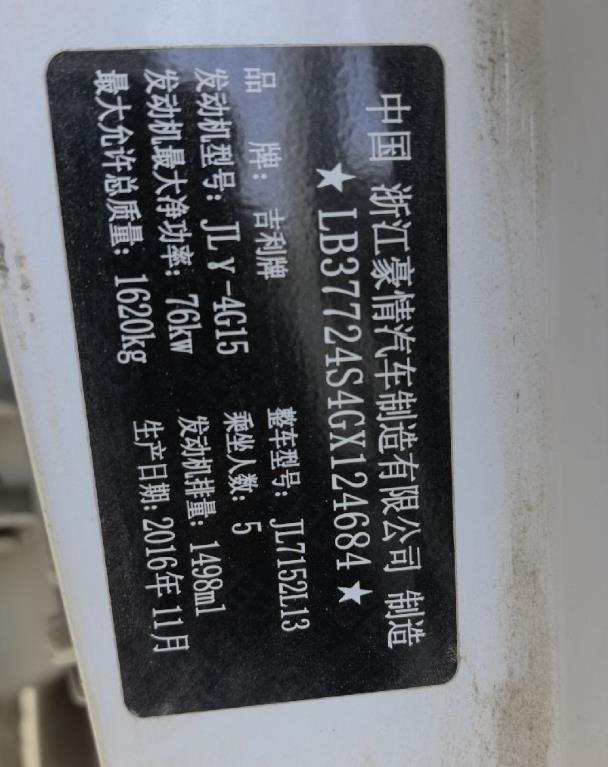 中国 浙江豪情汽车制造有限公司 制造
★LB37724S4GX124684★
品 牌: 吉利牌 整车型号: JL7152L13
发动机型号: JLγ-4G15 乘坐人数: 5
发动机最大净功率: 76kw 发动机排量: 1498ml
最大允许总质量: 1620kg 生产日期: 2016年11月